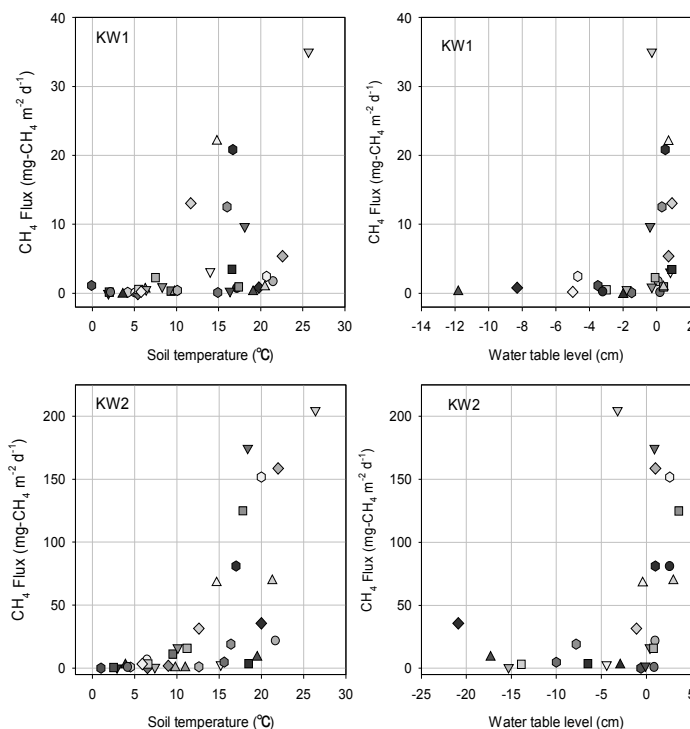 KW1
CH₄ Flux (mg-CH₄ m⁻² d⁻¹)
40
30
20
10
0
0 5 10 15 20 25 30
Soil temperature (℃)
KW1
CH₄ Flux (mg-CH₄ m⁻² d⁻¹)
40
30
20
10
0
-14 -12 -10 -8 -6 -4 -2 0 2
Water table level (cm)
KW2
CH₄ Flux (mg-CH₄ m⁻² d⁻¹)
200
150
100
50
0
0 5 10 15 20 25 30
Soil temperature (℃)
KW2
CH₄ Flux (mg-CH₄ m⁻² d⁻¹)
200
150
100
50
0
-25 -20 -15 -10 -5 0 5
Water table level (cm)